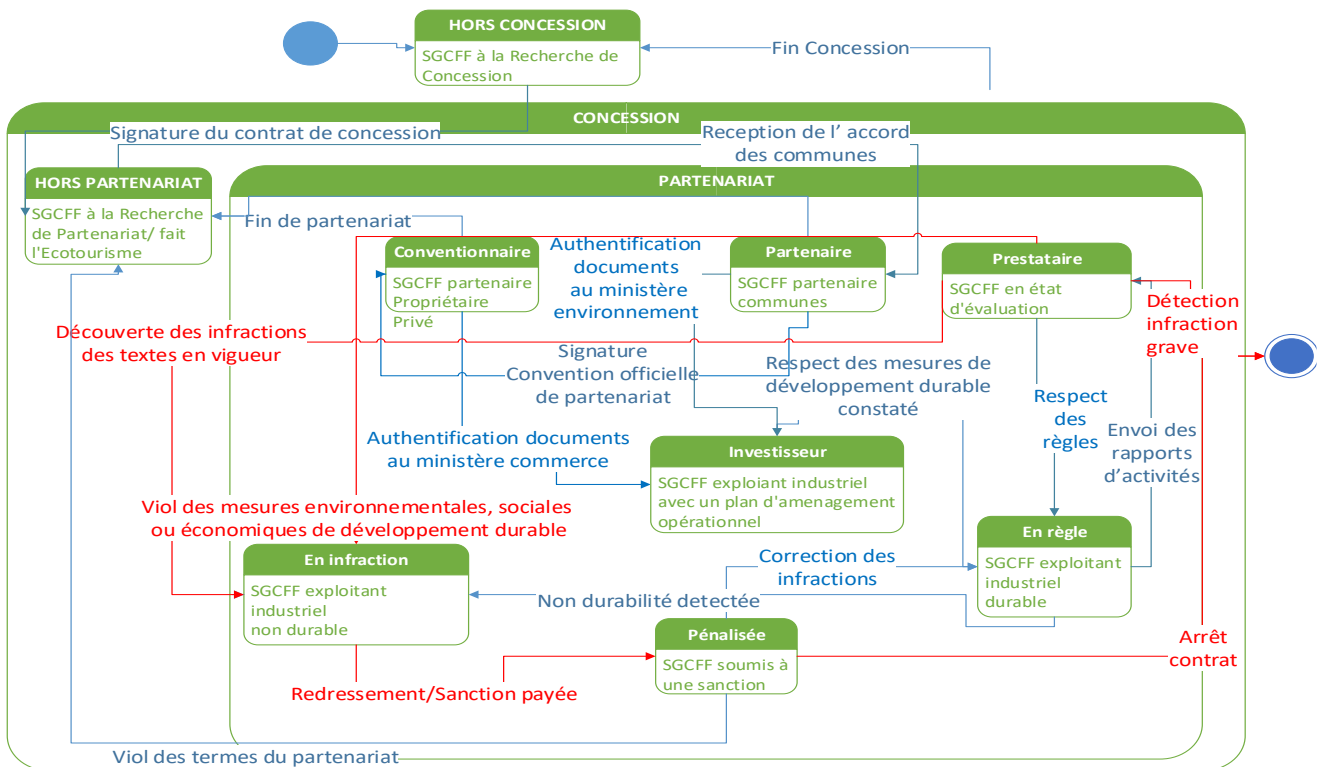 HORS CONCESSION
SGCFF à la Recherche de
Concession
Fin Concession
CONCESSION
Signature du contrat de concession
Reception de l’ accord
des communes
HORS PARTENARIAT
SGCFF à la Recherche
de Partenariat/ fait
l'Ecotourisme
PARTENARIAT
Fin de partenariat
Conventionnaire
SGCFF partenaire
Propriétaire
Privé
Authentification
documents
au ministère
environnement
Partenaire
SGCFF partenaire
communes
Prestataire
SGCFF en état
d'évaluation
Détection
infraction
grave
Découverte des infractions
des textes en vigueur
Signature
Convention officielle
de partenariat
Respect des mesures de
développement durable
constaté
Respect
des
règles
Envoi des
rapports
d’activités
Authentification documents
au ministère commerce
Investisseur
SGCFF exploiant industriel
avec un plan d'amenagement
opérationnel
Viol des mesures environnementales, sociales
ou économiques de développement durable
En infraction
SGCFF exploitant
industriel
non durable
Correction des
infractions
En règle
SGCFF exploitant
industriel
durable
Non durabilité detectée
Pénalisée
SGCFF soumis à
une sanction
Arrêt
contrat
Redressement/Sanction payée
Viol des termes du partenariat